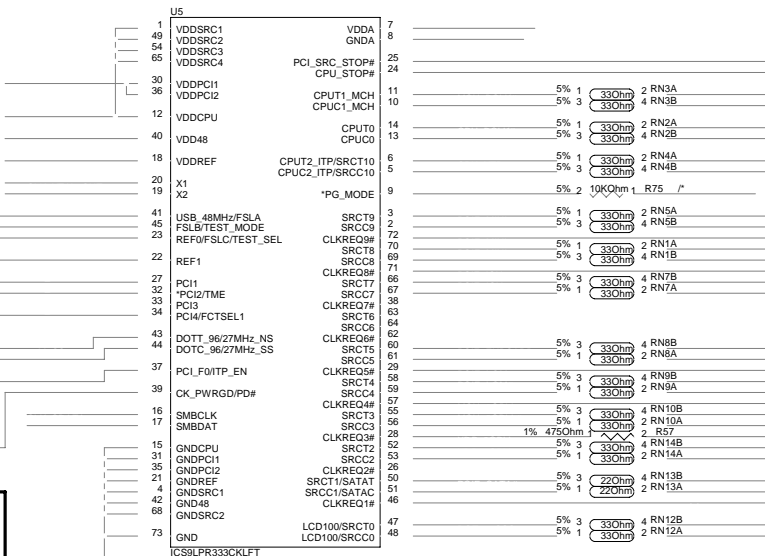 U5
1 VDDSRC1 VDDA 7
49 VDDSRC2 GNDA 8
54 VDDSRC3
65 VDDSRC4 PCI_SRC_STOP# 25
CPU_STOP# 24
30 VDDPCI1
36 VDDPCI2 CPUT1_MCH 11 5% 1 33Ohm 2 RN3A
CPUC1_MCH 10 5% 3 33Ohm 4 RN3B
12 VDDCPU
CPUT0 14 5% 1 33Ohm 2 RN2A
40 VDD48 CPUC0 13 5% 3 33Ohm 4 RN2B
18 VDDREF CPUT2_ITP/SRCT10 6 5% 1 33Ohm 2 RN4A
CPUC2_ITP/SRCC10 5 5% 3 33Ohm 4 RN4B
20 X1
19 X2 *PG_MODE 9 5% 2 10KOhm 1 R75 /*
41 USB_48MHz/FSLA SRCT9 3 5% 1 33Ohm 2 RN5A
45 FSLB/TEST_MODE SRCC9 2 5% 3 33Ohm 4 RN5B
23 REF0/FSLC/TEST_SEL CLKREQ9# 72
SRCT8 70 5% 1 33Ohm 2 RN1A
22 REF1 SRCC8 69 5% 3 33Ohm 4 RN1B
CLKREQ8# 71
27 PCI1 SRCT7 66 5% 3 33Ohm 4 RN7B
32 *PCI2/TME SRCC7 67 5% 1 33Ohm 2 RN7A
33 PCI3 CLKREQ7# 38
34 PCI4/FCTSEL1 SRCT6 63
SRCC6 64
43 DOTT_96/27MHz_NS CLKREQ6# 62
44 DOTC_96/27MHz_SS SRCT5 60 5% 3 33Ohm 4 RN8B
SRCC5 61 5% 1 33Ohm 2 RN8A
37 PCI_F0/ITP_EN CLKREQ5# 29
SRCT4 58 5% 3 33Ohm 4 RN9B
39 CK_PWRGD/PD# SRCC4 59 5% 1 33Ohm 2 RN9A
CLKREQ4# 57
16 SMBCLK SRCT3 55 5% 3 33Ohm 4 RN10B
17 SMBDAT SRCC3 56 5% 1 33Ohm 2 RN10A
CLKREQ3# 28 1% 475Ohm 1 2 R57
15 GNDCPU SRCT2 52 5% 3 33Ohm 4 RN14B
31 GNDPCI1 SRCC2 53 5% 1 33Ohm 2 RN14A
35 GNDPCI2 CLKREQ2# 26
21 GNDREF SRCT1/SATAT 50 5% 3 22Ohm 4 RN13B
4 GNDSRC1 SRCC1/SATAC 51 5% 1 22Ohm 2 RN13A
42 GND48 CLKREQ1# 46
68 GNDSRC2
LCD100/SRCT0 47 5% 3 33Ohm 4 RN12B
73 GND LCD100/SRCC0 48 5% 1 33Ohm 2 RN12A
ICS9LPR333CKLFT